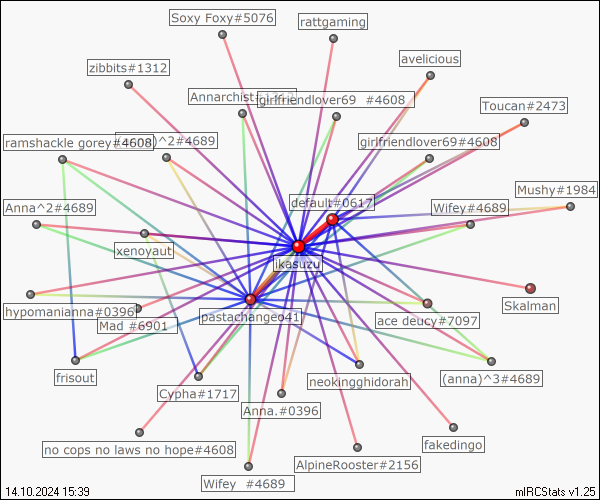 Soxy Foxy#5076
rattgaming
avelicious
zibbits#1312
Annarchist
girlfriendlover69  #4608
Toucan#2473
ramshackle gorey#4608
)^2#4689
girlfriendlover69#4608
Mushy#1984
default#0617
Anna^2#4689
Wifey#4689
xenoyaut
ikasuzu
Skalman
hypomanianna#0396
Mad #6901
pastachangeo41
ace deucy#7097
frisout
Cypha#1717
neokingghidorah
(anna)^3#4689
Anna.#0396
no cops no laws no hope#4608
fakedingo
AlpineRooster#2156
Wifey  #4689
14.10.2024 15:39
mIRCStats v1.25